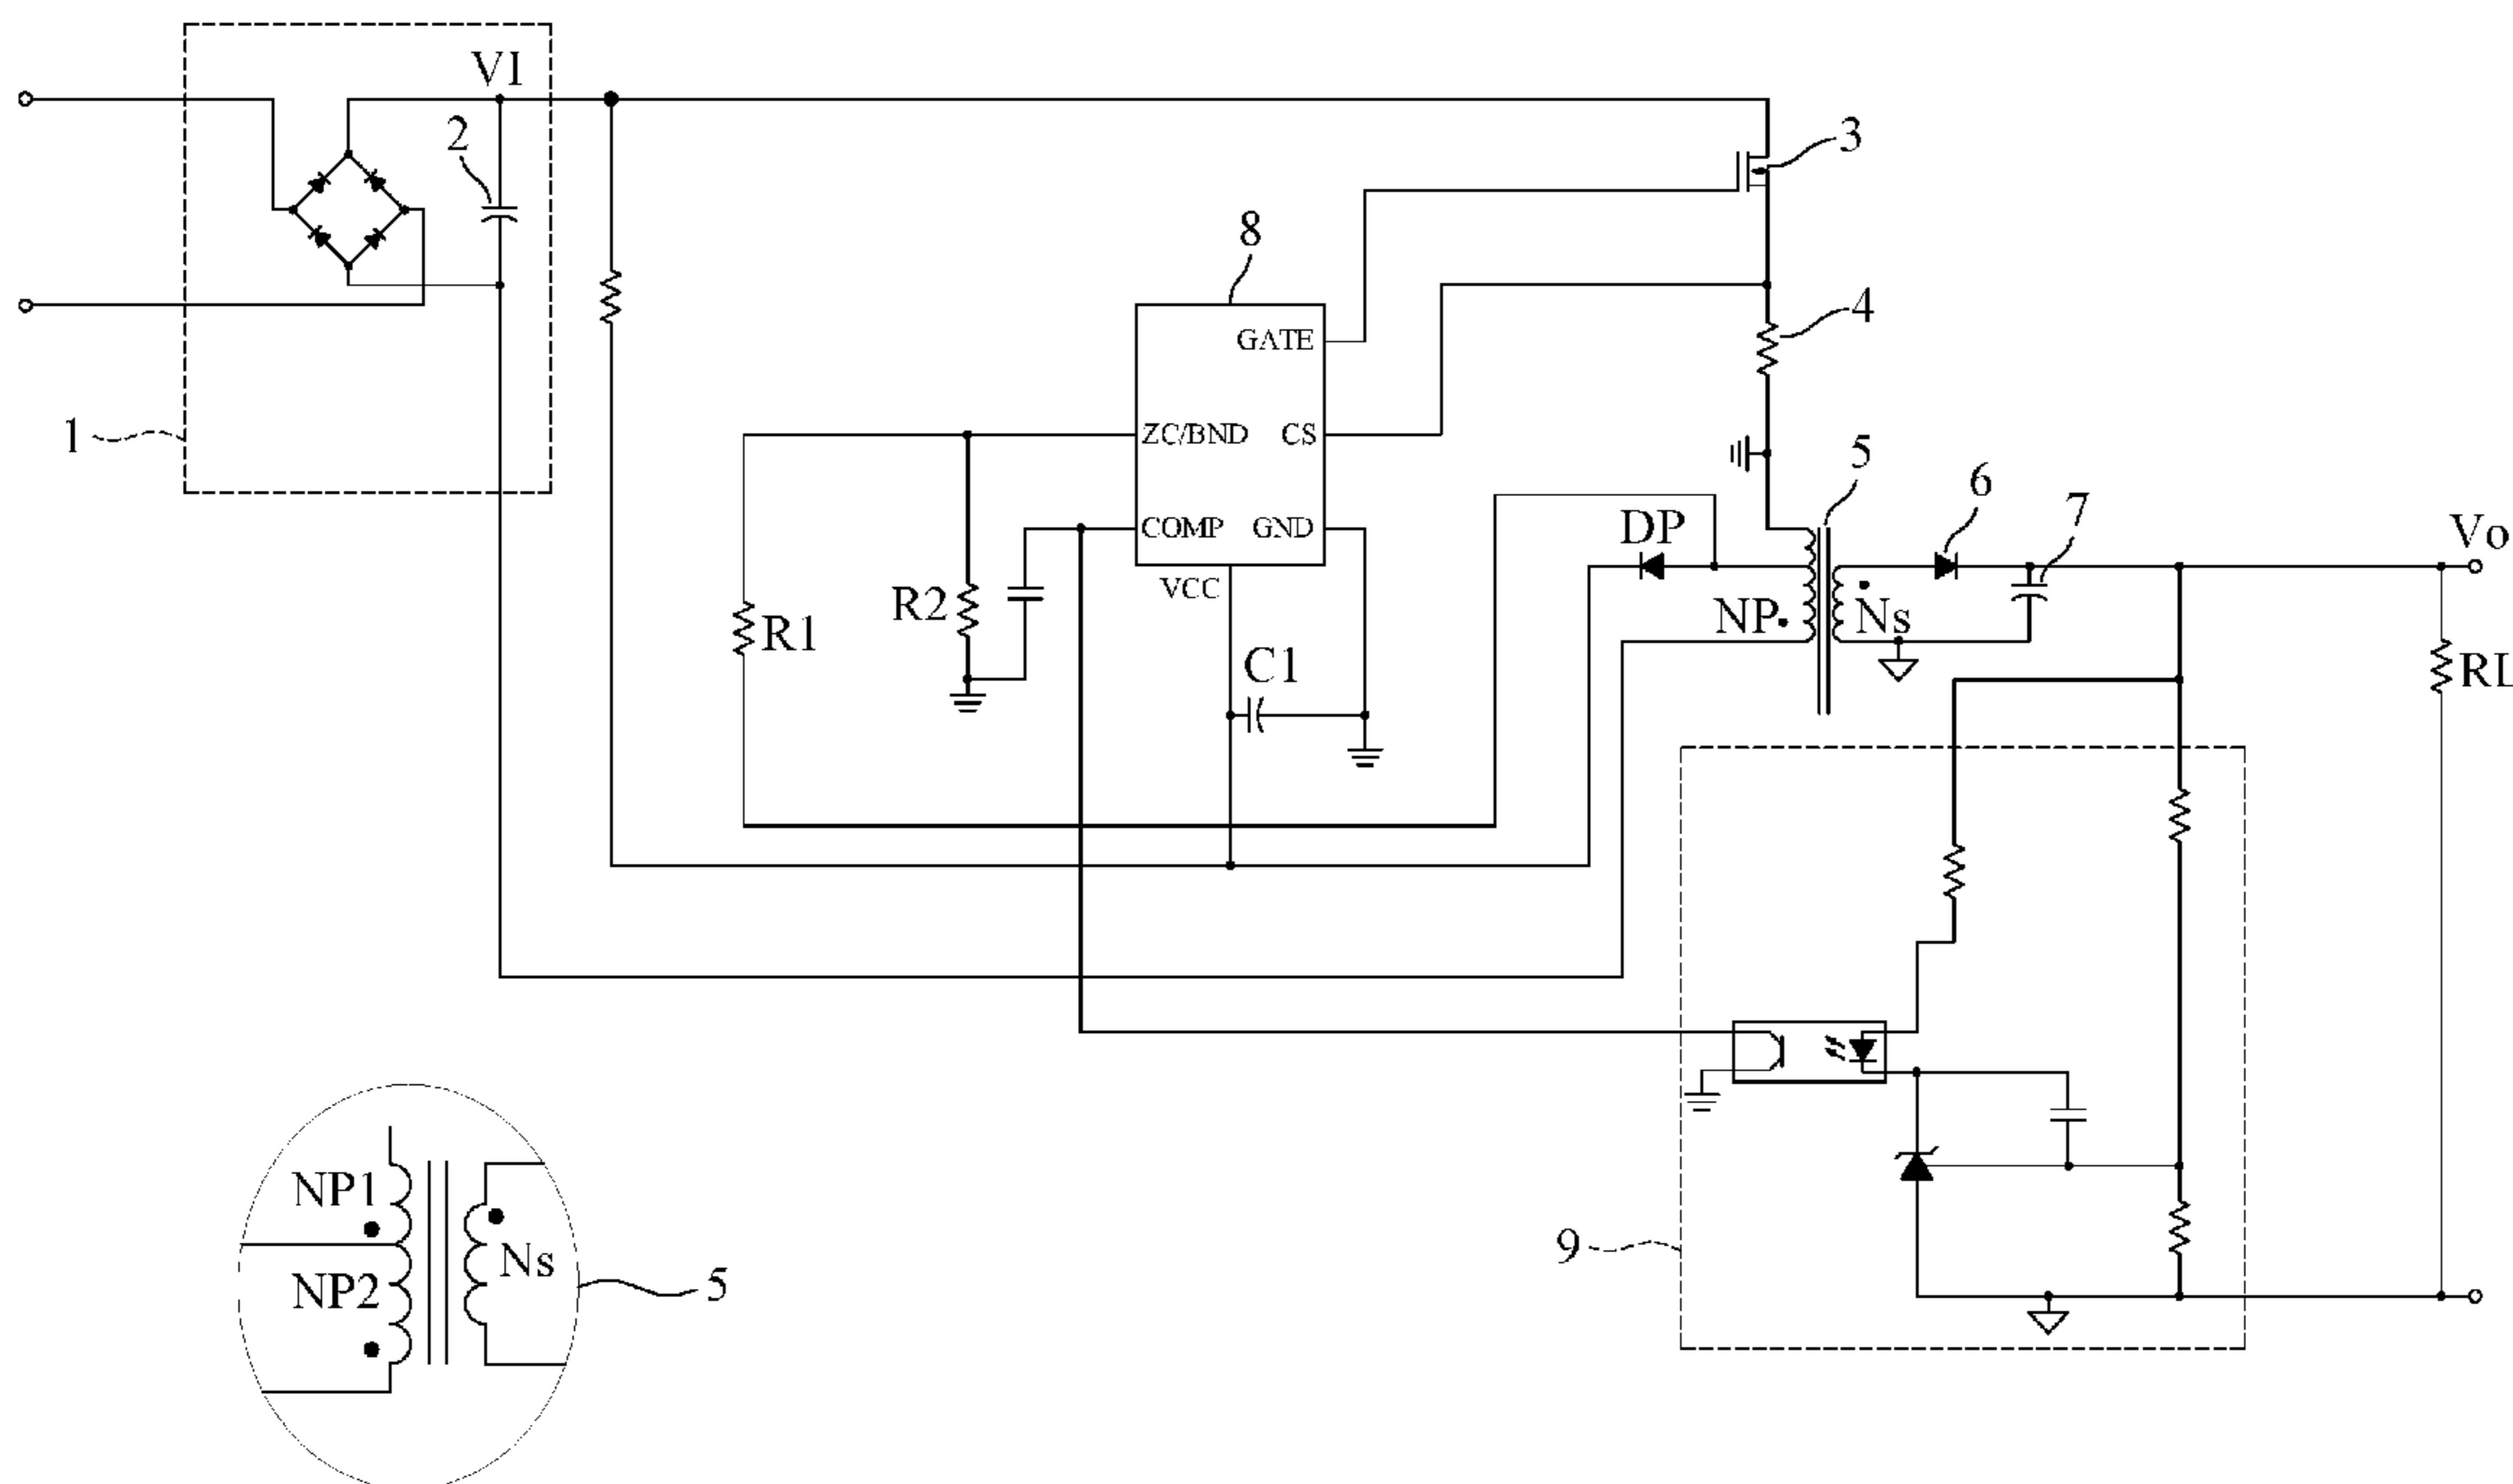 VI
2
3
8
4
GATE
1
ZC/BND CS
5
6
7
DP
Vo
COMP GND
VCC
R2
NP
Ns
R1
C1
RL
NP1
9
Ns
NP2
5